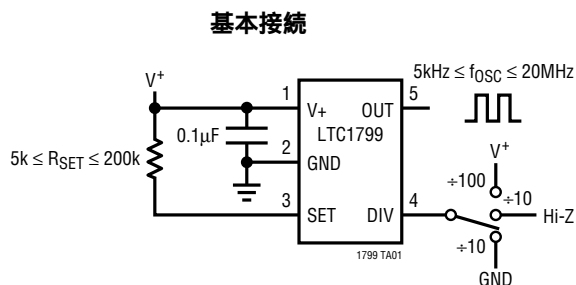 基本接続
5kHz ≤ fOSC ≤ 20MHz
V+
1
V+
OUT
5
0.1µF
LTC1799
2
GND
5k ≤ RSET ≤ 200k
3
SET
DIV
4
V+
÷100
÷10
Hi-Z
÷10
GND
1799 TA01